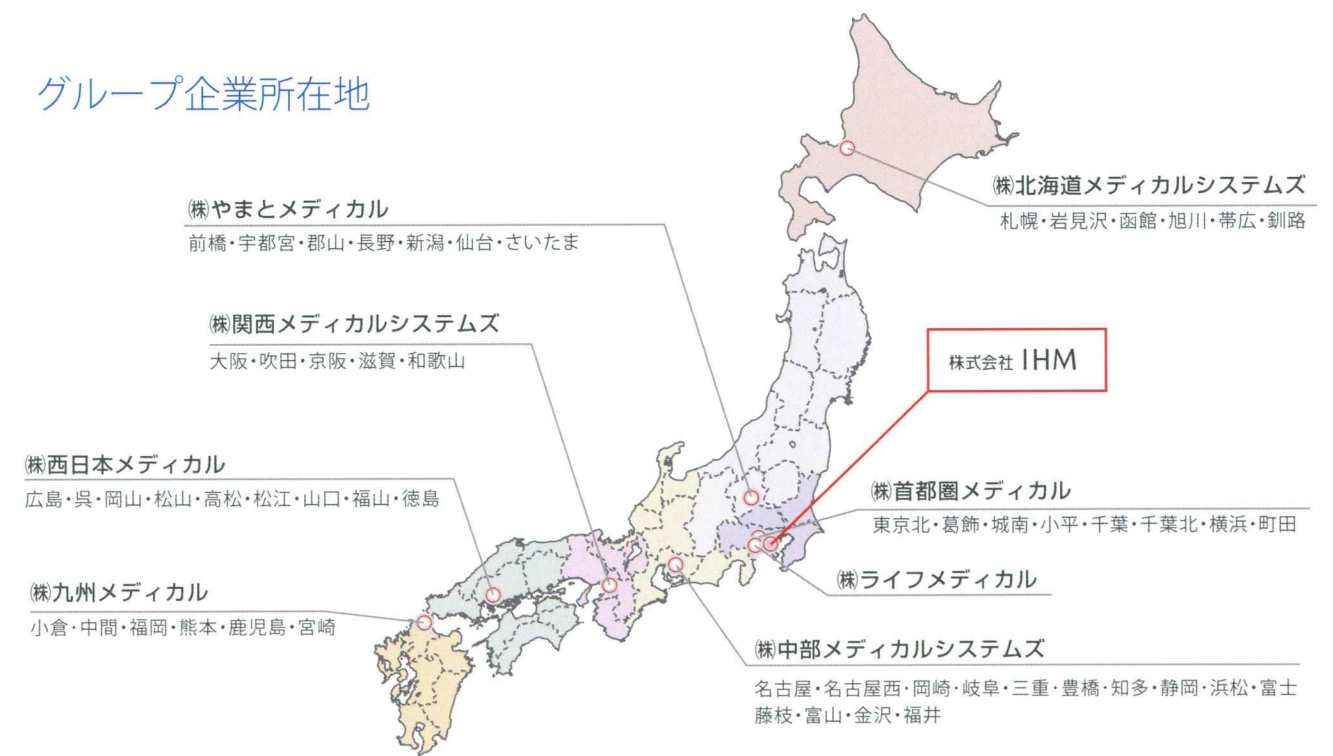 グループ企業所在地
㈱北海道メディカルシステムズ
札幌・岩見沢・函館・旭川・帯広・釧路
㈱やまとメディカル
前橋・宇都宮・郡山・長野・新潟・仙台・さいたま
㈱関西メディカルシステムズ
大阪・吹田・京阪・滋賀・和歌山
株式会社 IHM
㈱西日本メディカル
広島・呉・岡山・松山・高松・松江・山口・福山・徳島
㈱首都圏メディカル
東京北・葛飾・城南・小平・千葉・千葉北・横浜・町田
㈱ライフメディカル
㈱九州メディカル
小倉・中間・福岡・熊本・鹿児島・宮崎
㈱中部メディカルシステムズ
名古屋・名古屋西・岡崎・岐阜・三重・豊橋・知多・静岡・浜松・富士
藤枝・富山・金沢・福井